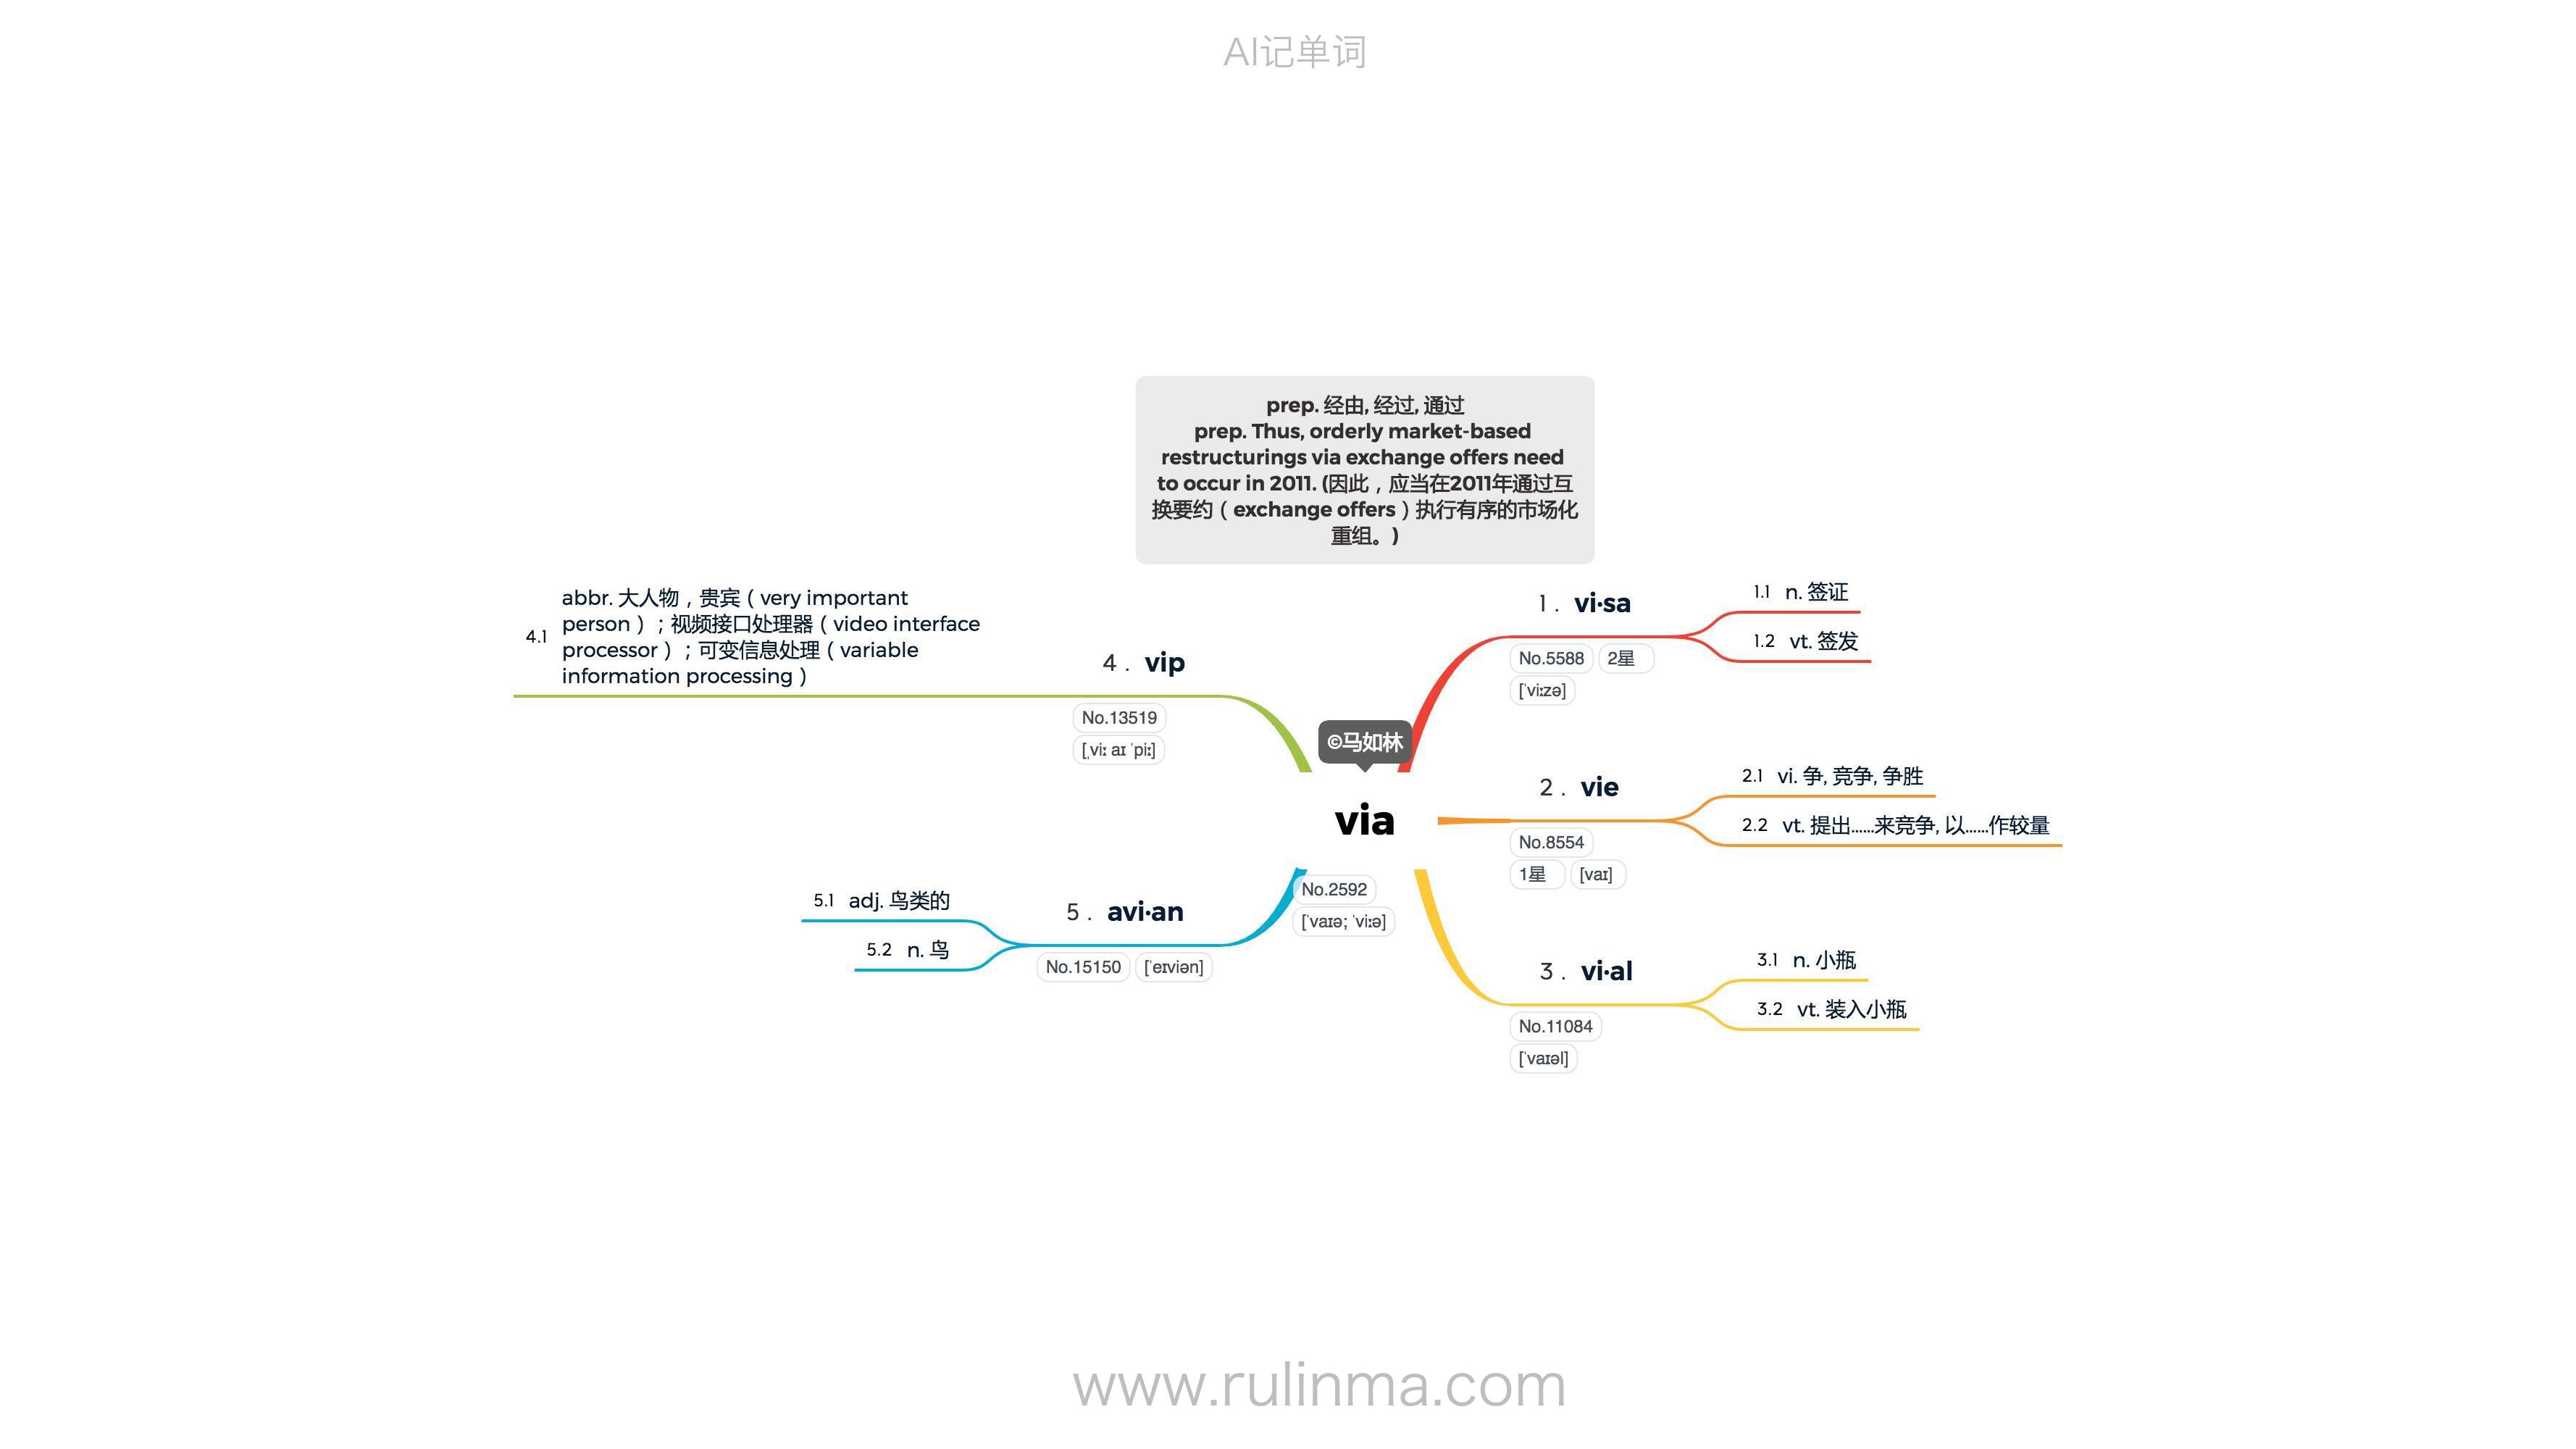 AI记单词
prep. 经由, 经过, 通过
prep. Thus, orderly market-based
restructurings via exchange offers need
to occur in 2011. (因此，应当在2011年通过互
换要约（exchange offers）执行有序的市场化
重组。)
©马如林
via
No.2592
[ˈvaɪə; ˈviːə]
1 . vi·sa
No.5588 2星
[ˈviːzə]
1.1 n. 签证
1.2 vt. 签发
2 . vie
No.8554
1星 [vaɪ]
2.1 vi. 争, 竞争, 争胜
2.2 vt. 提出……来竞争, 以……作较量
3 . vi·al
No.11084
[ˈvaɪəl]
3.1 n. 小瓶
3.2 vt. 装入小瓶
4 . vip
No.13519
[ˌviː aɪ ˈpiː]
4.1 abbr. 大人物，贵宾（very important
person）；视频接口处理器（video interface
processor）；可变信息处理（variable
information processing）
5 . avi·an
No.15150 [ˈeɪviən]
5.1 adj. 鸟类的
5.2 n. 鸟
www.rulinma.com